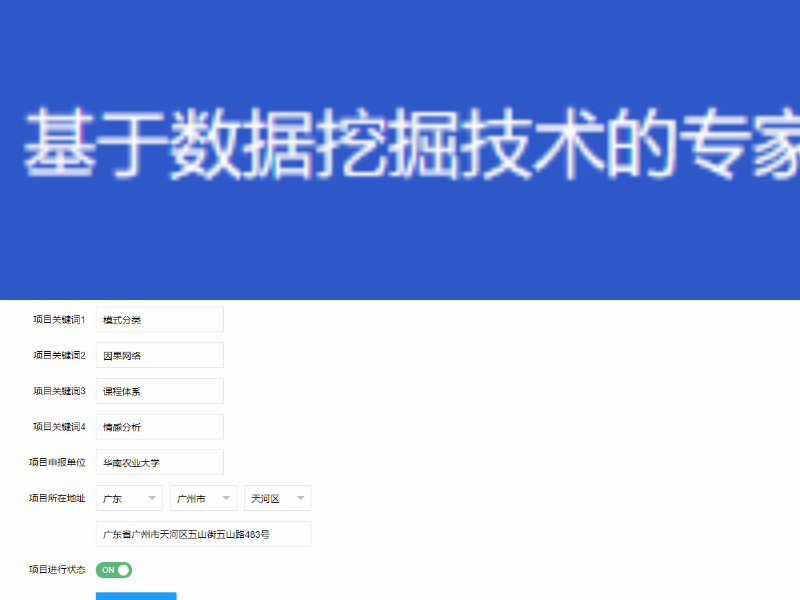 基于数据挖掘技术的专家
项目关键词1 模式分类
项目关键词2 因果网络
项目关键词3 课程体系
项目关键词4 情感分析
项目申报单位 华南农业大学
项目所在地址 广东 广州市 天河区
广东省广州市天河区五山街五山路483号
项目进行状态 ON